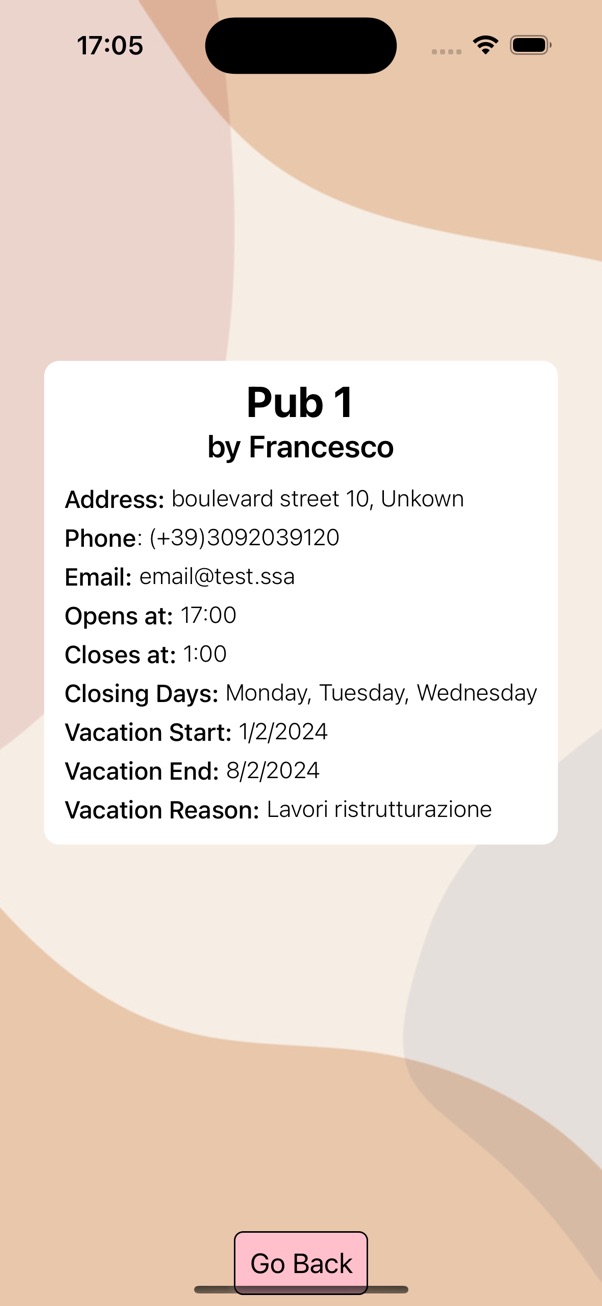 17:05
Pub 1
by Francesco
Address: boulevard street 10, Unkown
Phone: (+39)3092039120
Email: email@test.ssa
Opens at: 17:00
Closes at: 1:00
Closing Days: Monday, Tuesday, Wednesday
Vacation Start: 1/2/2024
Vacation End: 8/2/2024
Vacation Reason: Lavori ristrutturazione
Go Back